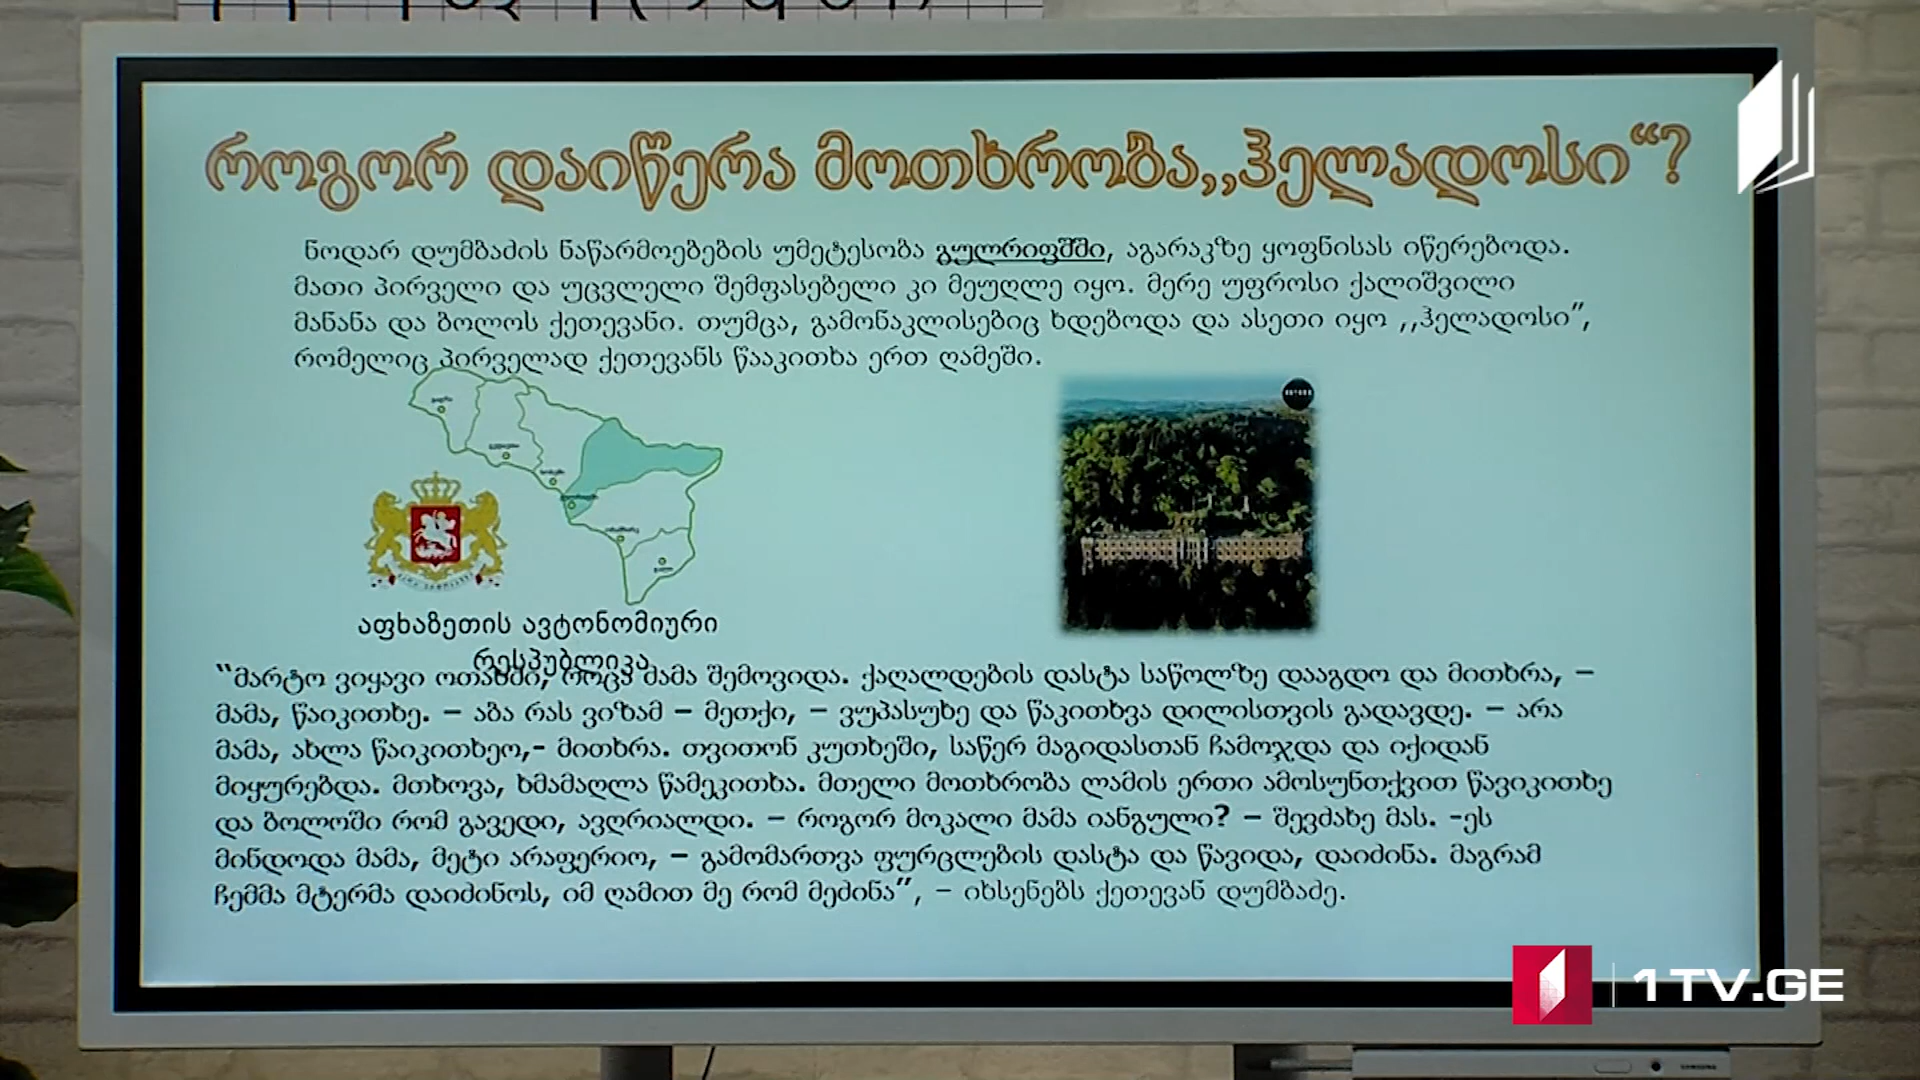 როგორ დაიწერა მოთხრობა,,ჰელადოსი“?
ნოდარ დუმბაძის ნაწარმოებების უმეტესობა გულრიფშში, აგარაკზე ყოფნისას იწერებოდა.
მათი პირველი და უცვლელი შემფასებელი კი მეუღლე იყო. მერე უფროსი ქალიშვილი
მანანა და ბოლოს ქეთევანი. თუმცა, გამონაკლისებიც ხდებოდა და ასეთი იყო ,,ჰელადოსი”,
რომელიც პირველად ქეთევანს წააკითხა ერთ ღამეში.
აფხაზეთის ავტონომიური
რესპუბლიკა
“მარტო ვიყავი ოთახში, როცა მამა შემოვიდა. ქაღალდების დასტა საწოლზე დააგდო და მითხრა, –
მამა, წაიკითხე. – აბა რას ვიზამ – მეთქი, – ვუპასუხე და წაკითხვა დილისთვის გადავდე. – არა
მამა, ახლა წაიკითხეო,- მითხრა. თვითონ კუთხეში, საწერ მაგიდასთან ჩამოჯდა და იქიდან
მიყურებდა. მთხოვა, ხმამაღლა წამეკითხა. მთელი მოთხრობა ლამის ერთი ამოსუნთქვით წავიკითხე
და ბოლოში რომ გავედი, ავღრიალდი. – როგორ მოკალი მამა იანგული? – შევძახე მას. -ეს
მინდოდა მამა, მეტი არაფერიო, – გამომართვა ფურცლების დასტა და წავიდა, დაიძინა. მაგრამ
ჩემმა მტერმა დაიძინოს, იმ ღამით მე რომ მეძინა”, – იხსენებს ქეთევან დუმბაძე.
1TV.GE
SAMSUNG